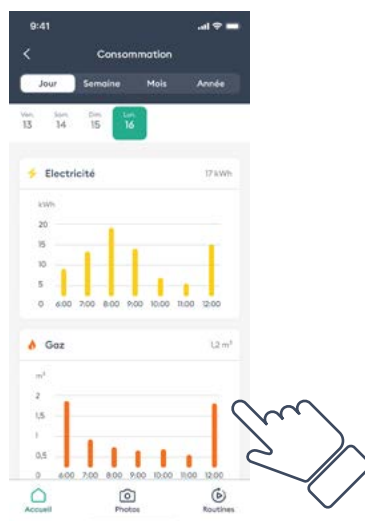 9:41
Consommation
Jour Semaine Mois Année
Ven. Sam. Dim. Lun.
13 14 15 16
Electricité 17 kWh
kWh
20
15
10
5
0 6:00 7:00 8:00 9:00 10:00 11:00 12:00
Gaz 1,2 m³
m³
2
1,5
1
0,5
0 6:00 7:00 8:00 9:00 10:00 11:00 12:00
Accueil Photos Routines